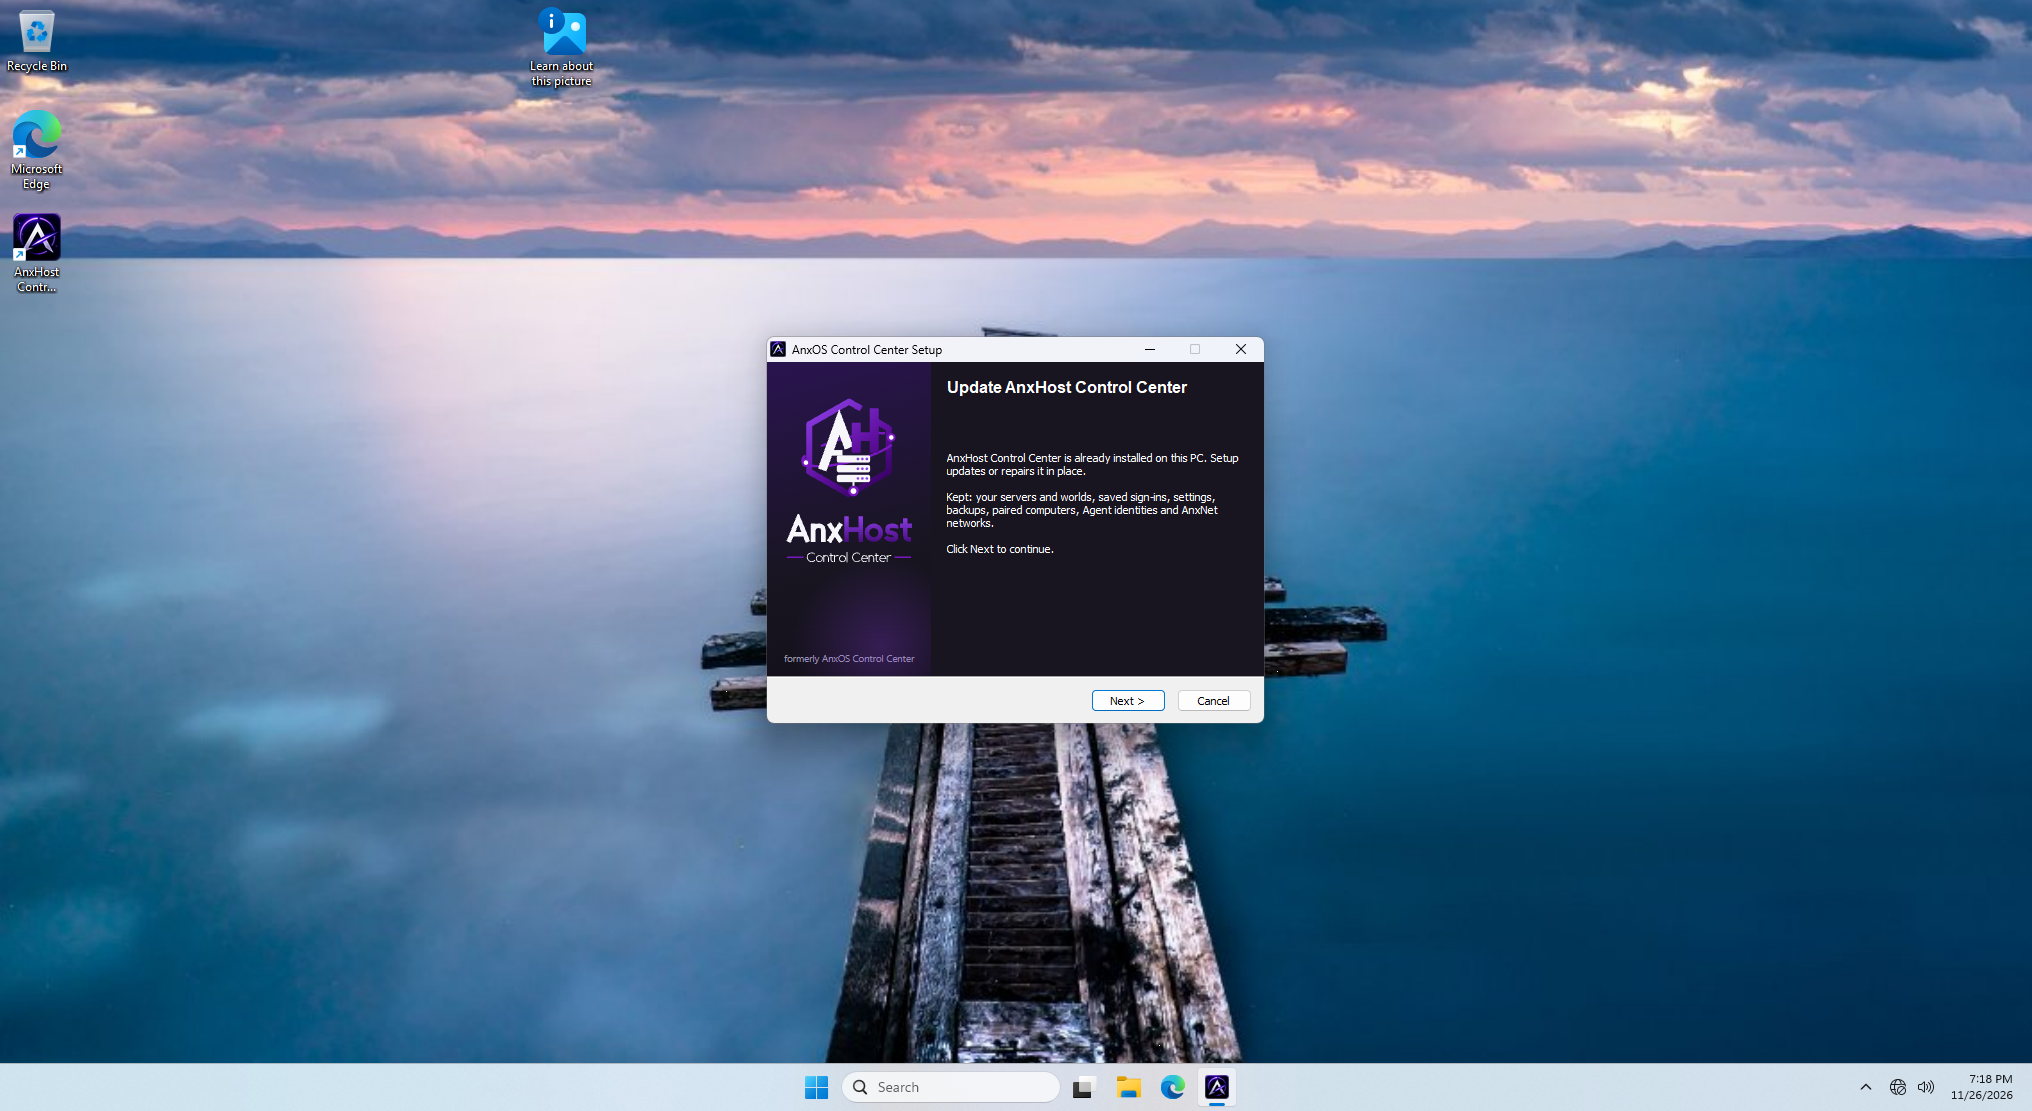 Recycle Bin
Learn about
this picture
Microsoft
Edge
AnxHost
Contr...
AnxOS Control Center Setup
AnxHost
Control Center
formerly AnxOS Control Center
Update AnxHost Control Center
AnxHost Control Center is already installed on this PC. Setup
updates or repairs it in place.
Kept: your servers and worlds, saved sign-ins, settings,
backups, paired computers, Agent identities and AnxNet
networks.
Click Next to continue.
Next >
Cancel
Search
7:18 PM
11/26/2026